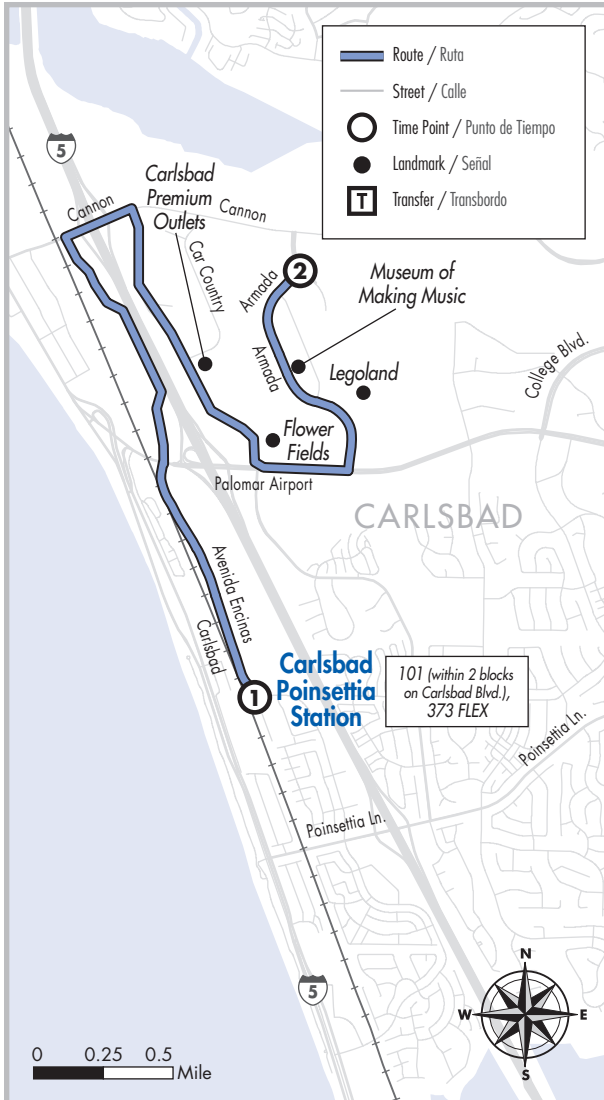 Route / Ruta
Street / Calle
Time Point / Punto de Tiempo
Landmark / Señal
T Transfer / Transbordo
5
Carlsbad
Premium
Outlets
Cannon
Cannon
Car Country
2
Armada
Museum of
Making Music
Armada
Legoland
College Blvd.
Flower
Fields
Palomar Airport
CARLSBAD
Avenida Encinas
Carlsbad
Carlsbad
Poinsettia
Station
1
101 (within 2 blocks
on Carlsbad Blvd.),
373 FLEX
Poinsettia Ln.
Poinsettia Ln.
5
N
W
E
S
0 0.25 0.5
Mile